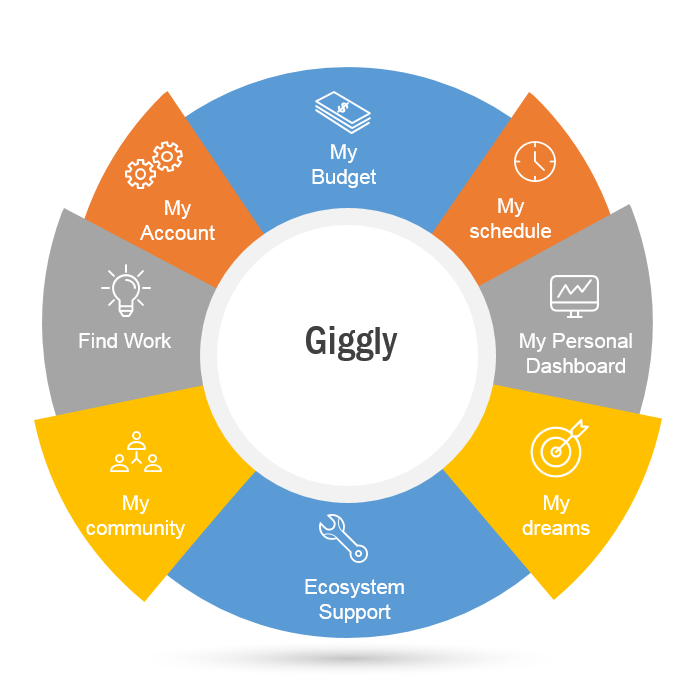 My
Budget
My
schedule
My Personal
Dashboard
My
dreams
Ecosystem
Support
My
community
Find Work
My
Account
Giggly